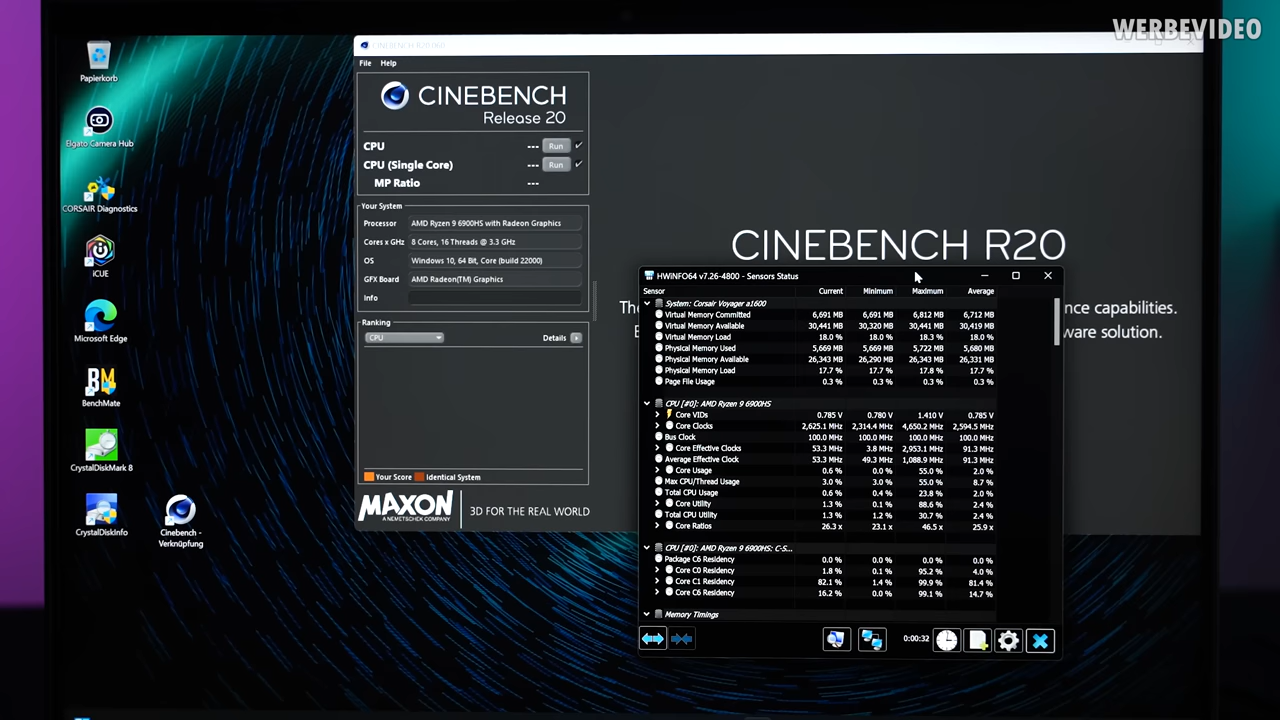 WERBEVIDEO
Papierkorb
Elgato Camera Hub
CORSAIR Diagnostics
iCUE
Microsoft Edge
BM
BenchMate
CrystalDiskMark 8
CrystalDiskInfo
Cinebench -
Verknüpfung
CINEBENCH R20.060
File Help
CINEBENCH
Release 20
CPU --- Run
CPU (Single Core) --- Run
MP Ratio ---
Your System
Processor AMD Ryzen 9 6900HS with Radeon Graphics
Cores x GHz 8 Cores, 16 Threads @ 3.3 GHz
OS Windows 10, 64 Bit, Core (build 22000)
GFX Board AMD Radeon(TM) Graphics
Info
Ranking
CPU Details
Your Score Identical System
MAXON
A NEMETSCHEK COMPANY
3D FOR THE REAL WORLD
CINEBENCH R20
nce capabilities.
ware solution.
HWiNFO64 v7.26-4800 - Sensors Status
Sensor Current Minimum Maximum Average
System: Corsair Voyager a1600
Virtual Memory Committed 6,691 MB 6,691 MB 6,812 MB 6,712 MB
Virtual Memory Available 30,441 MB 30,320 MB 30,441 MB 30,419 MB
Virtual Memory Load 18.0 % 18.0 % 18.3 % 18.0 %
Physical Memory Used 5,669 MB 5,669 MB 5,722 MB 5,680 MB
Physical Memory Available 26,343 MB 26,290 MB 26,343 MB 26,331 MB
Physical Memory Load 17.7 % 17.7 % 17.8 % 17.7 %
Page File Usage 0.3 % 0.3 % 0.3 % 0.3 %
CPU [#0]: AMD Ryzen 9 6900HS
Core VIDs 0.785 V 0.780 V 1.410 V 0.785 V
Core Clocks 2,625.1 MHz 2,314.4 MHz 4,650.2 MHz 2,594.5 MHz
Bus Clock 100.0 MHz 100.0 MHz 100.0 MHz 100.0 MHz
Core Effective Clocks 53.3 MHz 3.8 MHz 2,953.1 MHz 91.3 MHz
Average Effective Clock 53.3 MHz 49.3 MHz 1,088.9 MHz 91.3 MHz
Core Usage 0.6 % 0.0 % 55.0 % 2.0 %
Max CPU/Thread Usage 3.0 % 3.0 % 55.0 % 8.7 %
Total CPU Usage 0.6 % 0.4 % 23.8 % 2.0 %
Core Utility 1.3 % 0.1 % 88.6 % 2.4 %
Total CPU Utility 1.3 % 1.2 % 30.7 % 2.4 %
Core Ratios 26.3 x 23.1 x 46.5 x 25.9 x
CPU [#0]: AMD Ryzen 9 6900HS: C-S...
Package C6 Residency 0.0 % 0.0 % 0.0 % 0.0 %
Core C0 Residency 1.8 % 0.1 % 95.2 % 4.0 %
Core C1 Residency 82.1 % 1.4 % 99.9 % 81.4 %
Core C6 Residency 16.2 % 0.0 % 99.1 % 14.7 %
Memory Timings
0:00:32